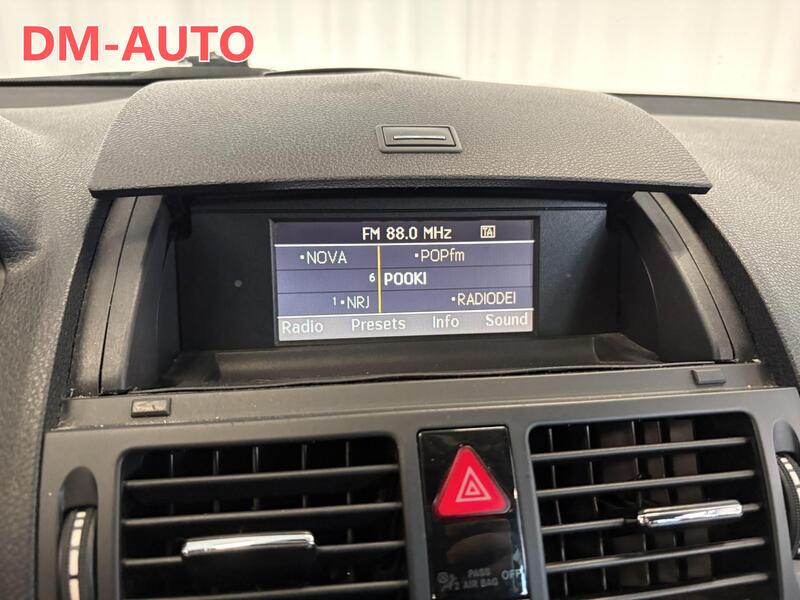 DM-AUTO
FM 88.0 MHz TA
•NOVA •POPfm
6 POOKI
1•NRJ •RADIODEI
Radio Presets Info Sound
PASS
2 AIR BAG OFF